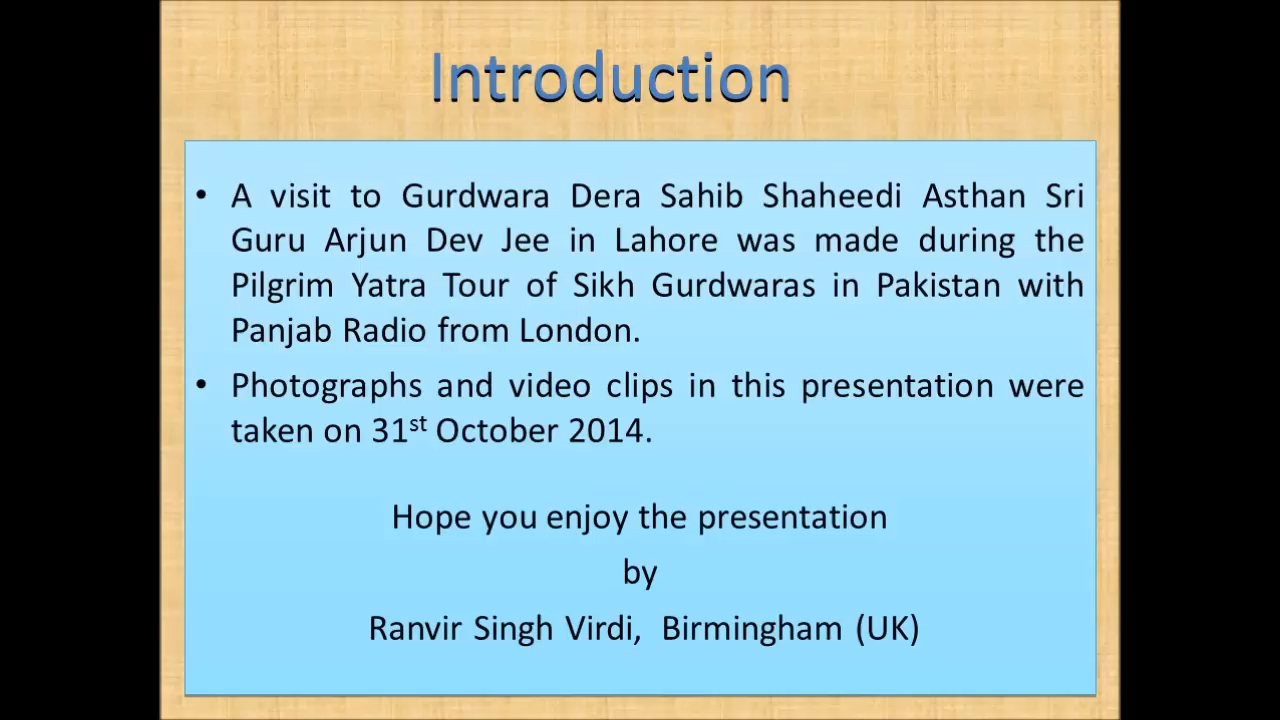 Introduction
• A visit to Gurdwara Dera Sahib Shaheedi Asthan Sri
Guru Arjun Dev Jee in Lahore was made during the
Pilgrim Yatra Tour of Sikh Gurdwaras in Pakistan with
Panjab Radio from London.
• Photographs and video clips in this presentation were
taken on 31st October 2014.
Hope you enjoy the presentation
by
Ranvir Singh Virdi, Birmingham (UK)